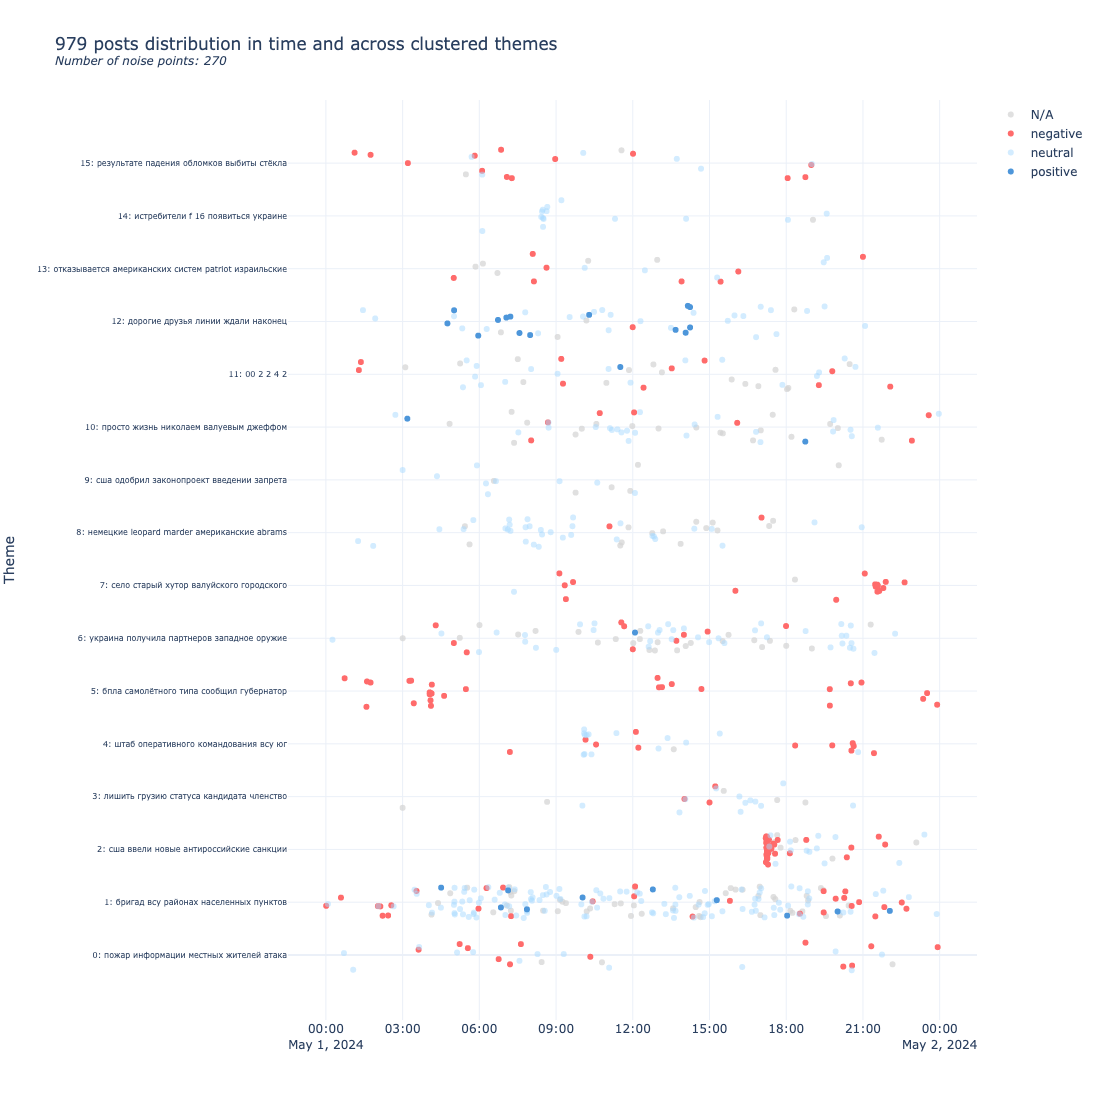 979 posts distribution in time and across clustered themes
Number of noise points: 270
N/A
negative
neutral
positive
15: результате падения обломков выбиты стёкла
14: истребители f 16 появиться украине
13: отказывается американских систем patriot израильские
12: дорогие друзья линии ждали наконец
11: 00 2 2 4 2
10: просто жизнь николаем валуевым джеффом
9: сша одобрил законопроект введении запрета
8: немецкие leopard marder американские abrams
7: село старый хутор валуйского городского
6: украина получила партнеров западное оружие
5: бпла самолётного типа сообщил губернатор
4: штаб оперативного командования всу юг
3: лишить грузию статуса кандидата членство
2: сша ввели новые антироссийские санкции
1: бригад всу районах населенных пунктов
0: пожар информации местных жителей атака
Theme
00:00 03:00 06:00 09:00 12:00 15:00 18:00 21:00 00:00
May 1, 2024 May 2, 2024